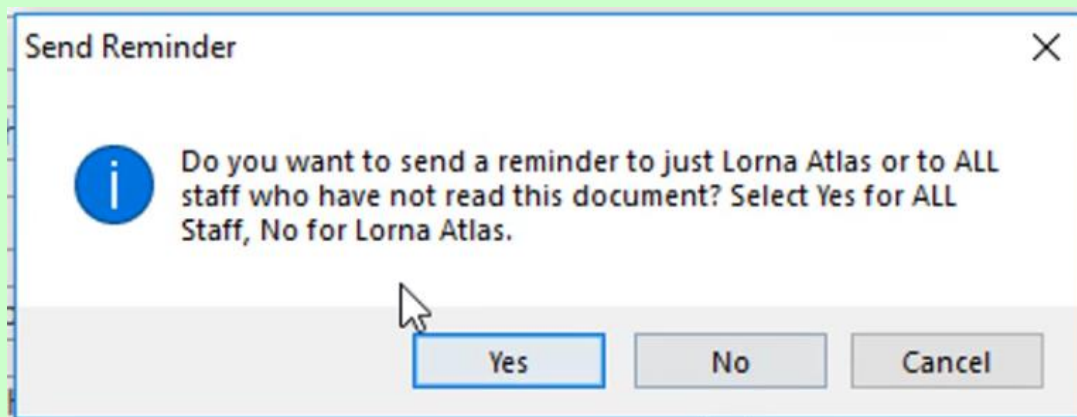 Send Reminder
Do you want to send a reminder to just Lorna Atlas or to ALL
staff who have not read this document? Select Yes for ALL
Staff, No for Lorna Atlas.
Yes No Cancel